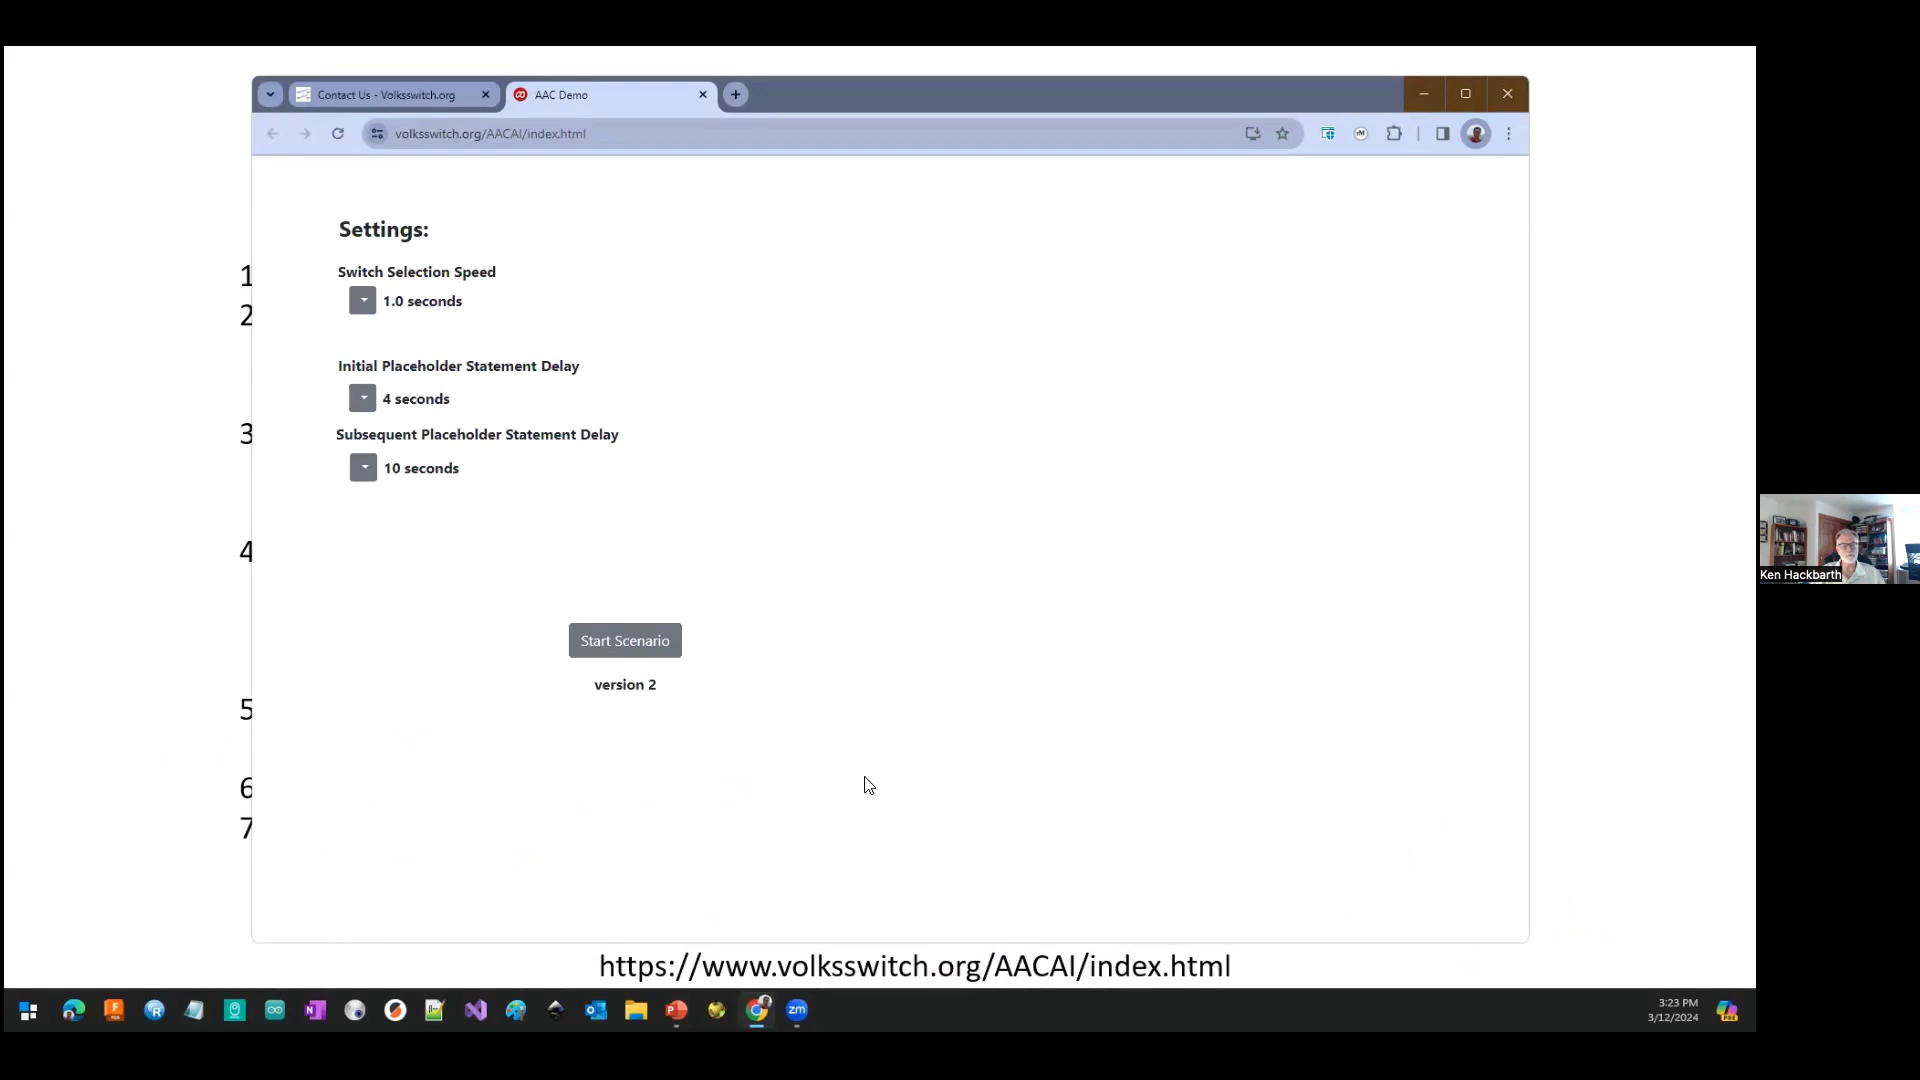 Contact Us - Volksswitch.org
AAC Demo
volksswitch.org/AACAI/index.html
Settings:
1
Switch Selection Speed
1.0 seconds
2
Initial Placeholder Statement Delay
4 seconds
3
Subsequent Placeholder Statement Delay
10 seconds
4
Ken Hackbarth
Start Scenario
version 2
5
6
7
https://www.volksswitch.org/AACAI/index.html
zm
3:23 PM
3/12/2024